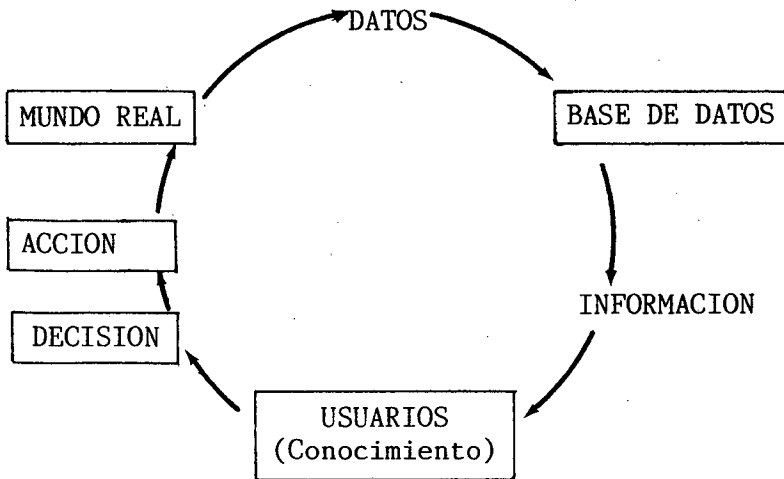 DATOS
MUNDO REAL
BASE DE DATOS
ACCION
INFORMACION
DECISION
USUARIOS
(Conocimiento)